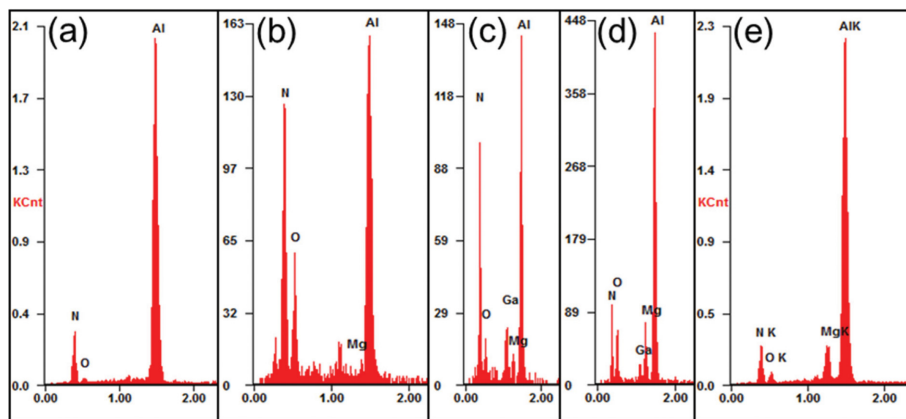 (a)
2.1
1.7
1.3
KCnt
0.9
0.4
0.0
Al
N
O
0.00 1.00 2.00
(b)
163
130
97
65
32
0
Al
N
O
Mg
0.00 1.00 2.00
(c)
148
118
88
59
29
0
Al
N
O
Ga
Mg
0.00 1.00 2.00
(d)
448
358
268
179
89
0
Al
O
N
Mg
Ga
0.00 1.00 2.00
(e)
2.3
1.9
1.4
KCnt
0.9
0.5
0.0
AlK
N K
O K
MgK
0.00 1.00 2.00